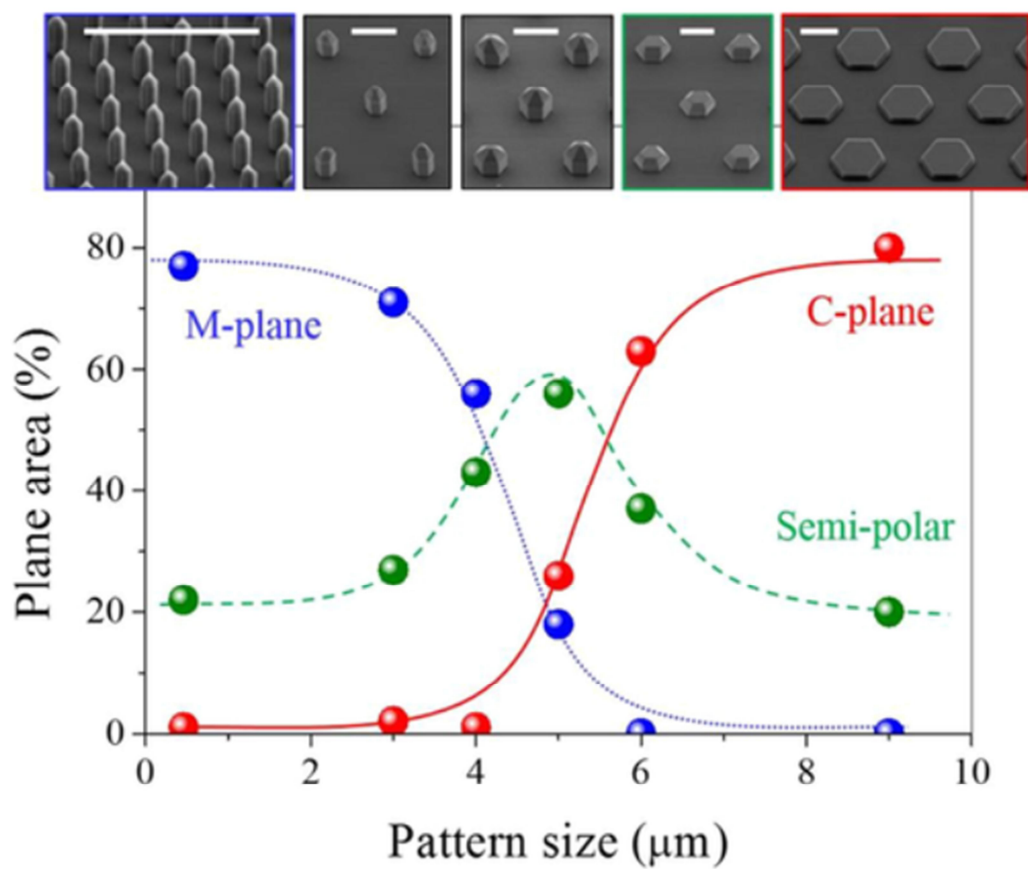 80
60
40
20
0
Plane area (%)
M-plane
C-plane
Semi-polar
0 2 4 6 8 10
Pattern size (μm)